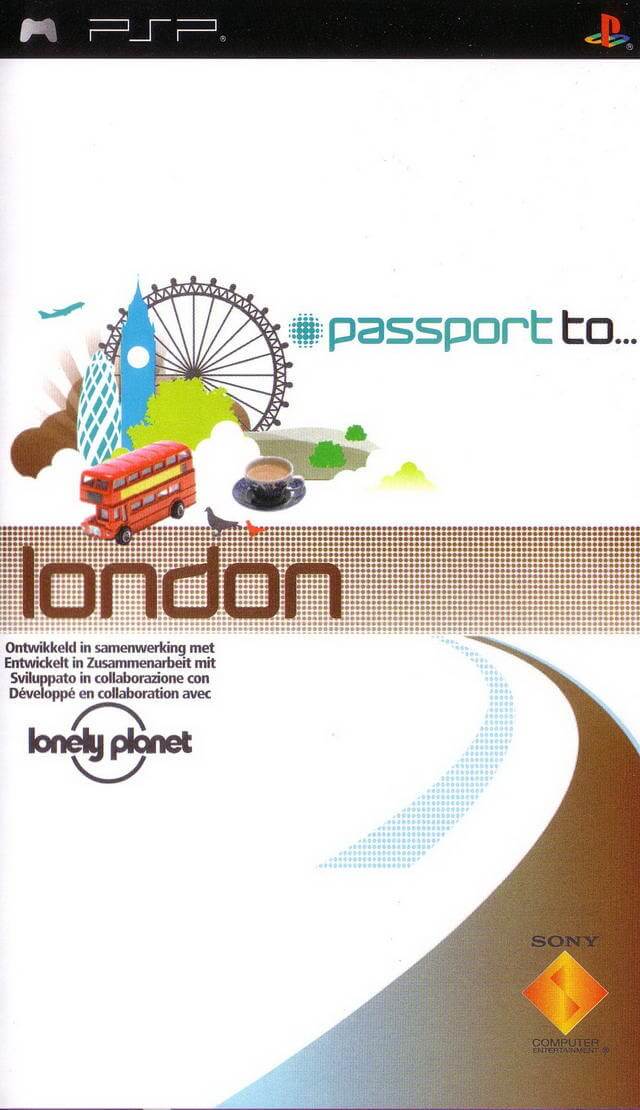 PSP®
passport to...
london
Ontwikkeld in samenwerking met
Entwickelt in Zusammenarbeit mit
Sviluppato in collaborazione con
Développé en collaboration avec
lonely planet
SONY
COMPUTER
ENTERTAINMENT ®